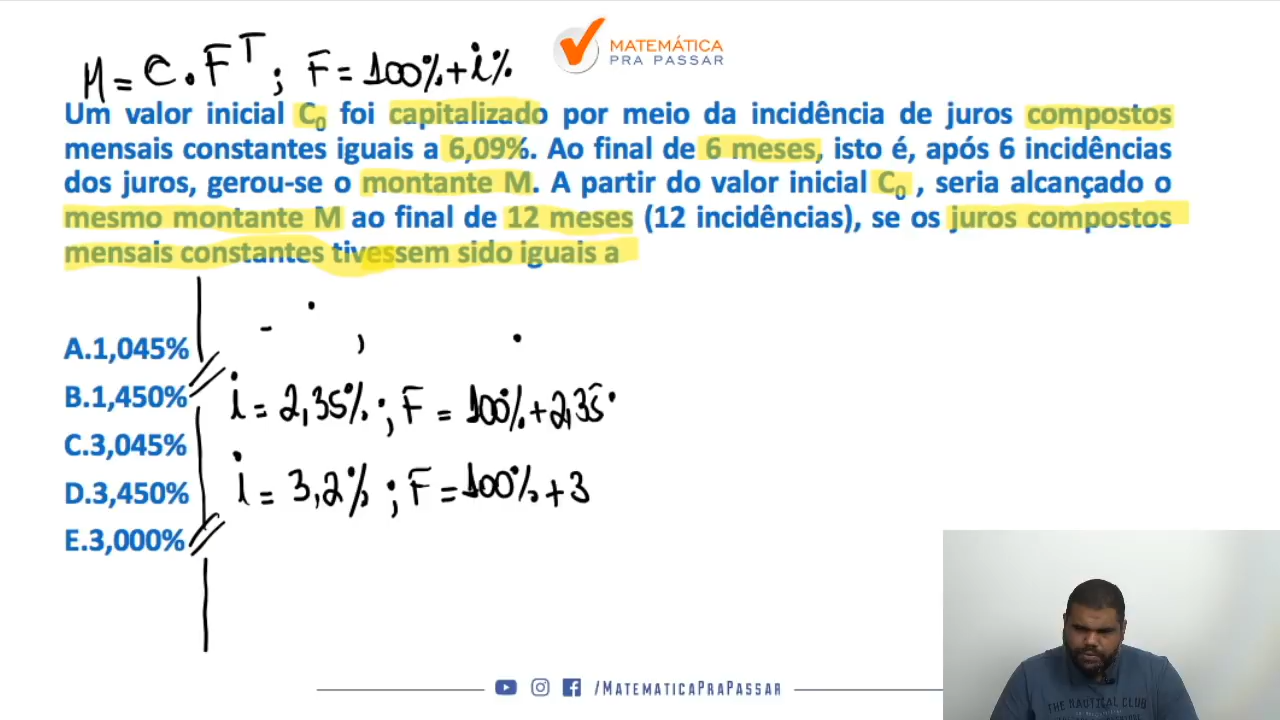 MATEMÁTICA
PRA PASSAR
M = C . F^T ; F = 100% + i%
Um valor inicial C₀ foi capitalizado por meio da incidência de juros compostos
mensais constantes iguais a 6,09%. Ao final de 6 meses, isto é, após 6 incidências
dos juros, gerou-se o montante M. A partir do valor inicial C₀ , seria alcançado o
mesmo montante M ao final de 12 meses (12 incidências), se os juros compostos
mensais constantes tivessem sido iguais a
A.1,045%
B.1,450%
i = 2,35% ; F = 100% + 2,35
C.3,045%
D.3,450%
i = 3,2% ; F = 100% + 3
E.3,000%
/MATEMATICAPRAPASSAR
THE NAUTICAL CLUB